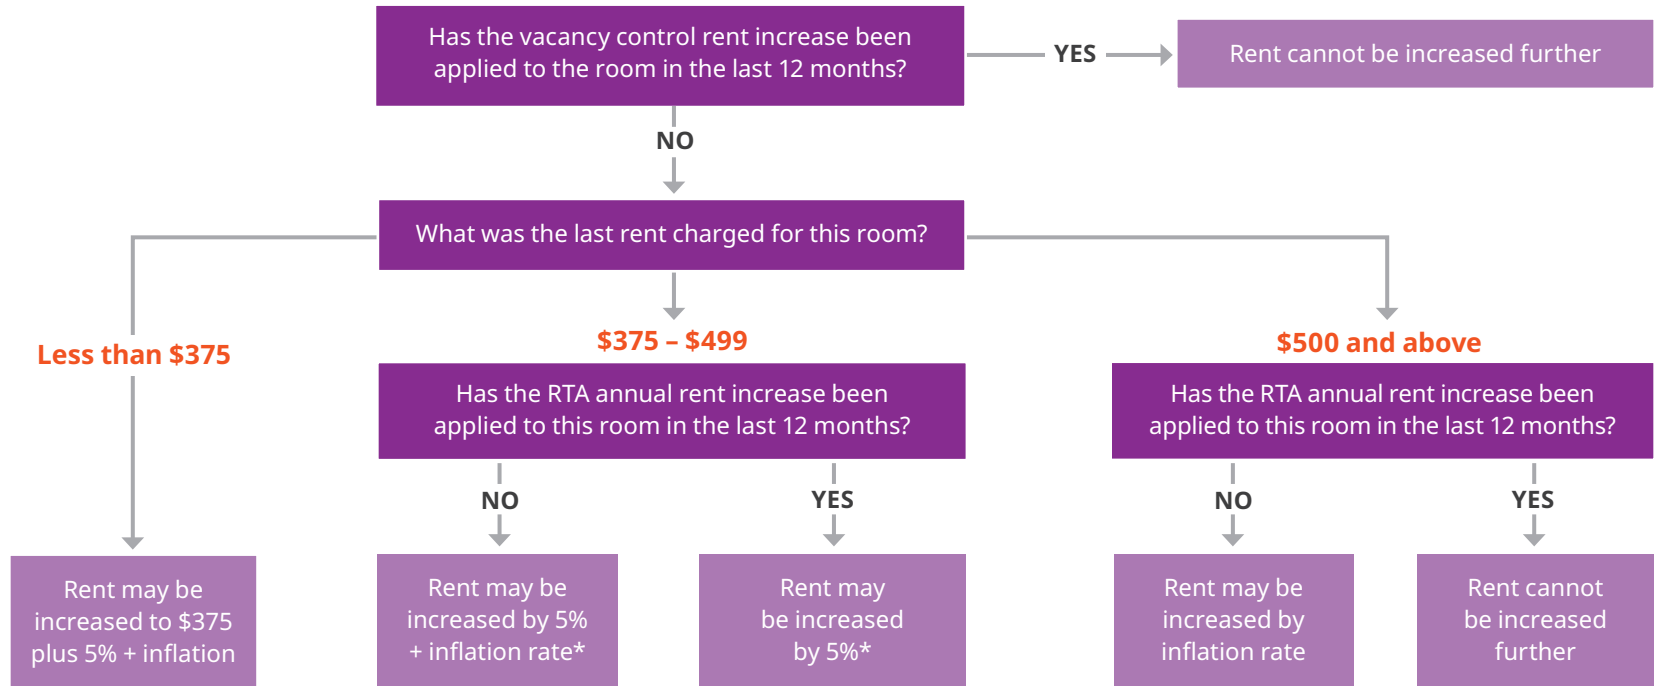 Has the vacancy control rent increase been
applied to the room in the last 12 months?
YES
Rent cannot be increased further
NO
What was the last rent charged for this room?
Less than $375
$375 – $499
$500 and above
Has the RTA annual rent increase been
applied to this room in the last 12 months?
Has the RTA annual rent increase been
applied to this room in the last 12 months?
NO
YES
NO
YES
Rent may be
increased to $375
plus 5% + inflation
Rent may be
increased by 5%
+ inflation rate*
Rent may
be increased
by 5%*
Rent may be
increased by
inflation rate
Rent cannot
be increased
further